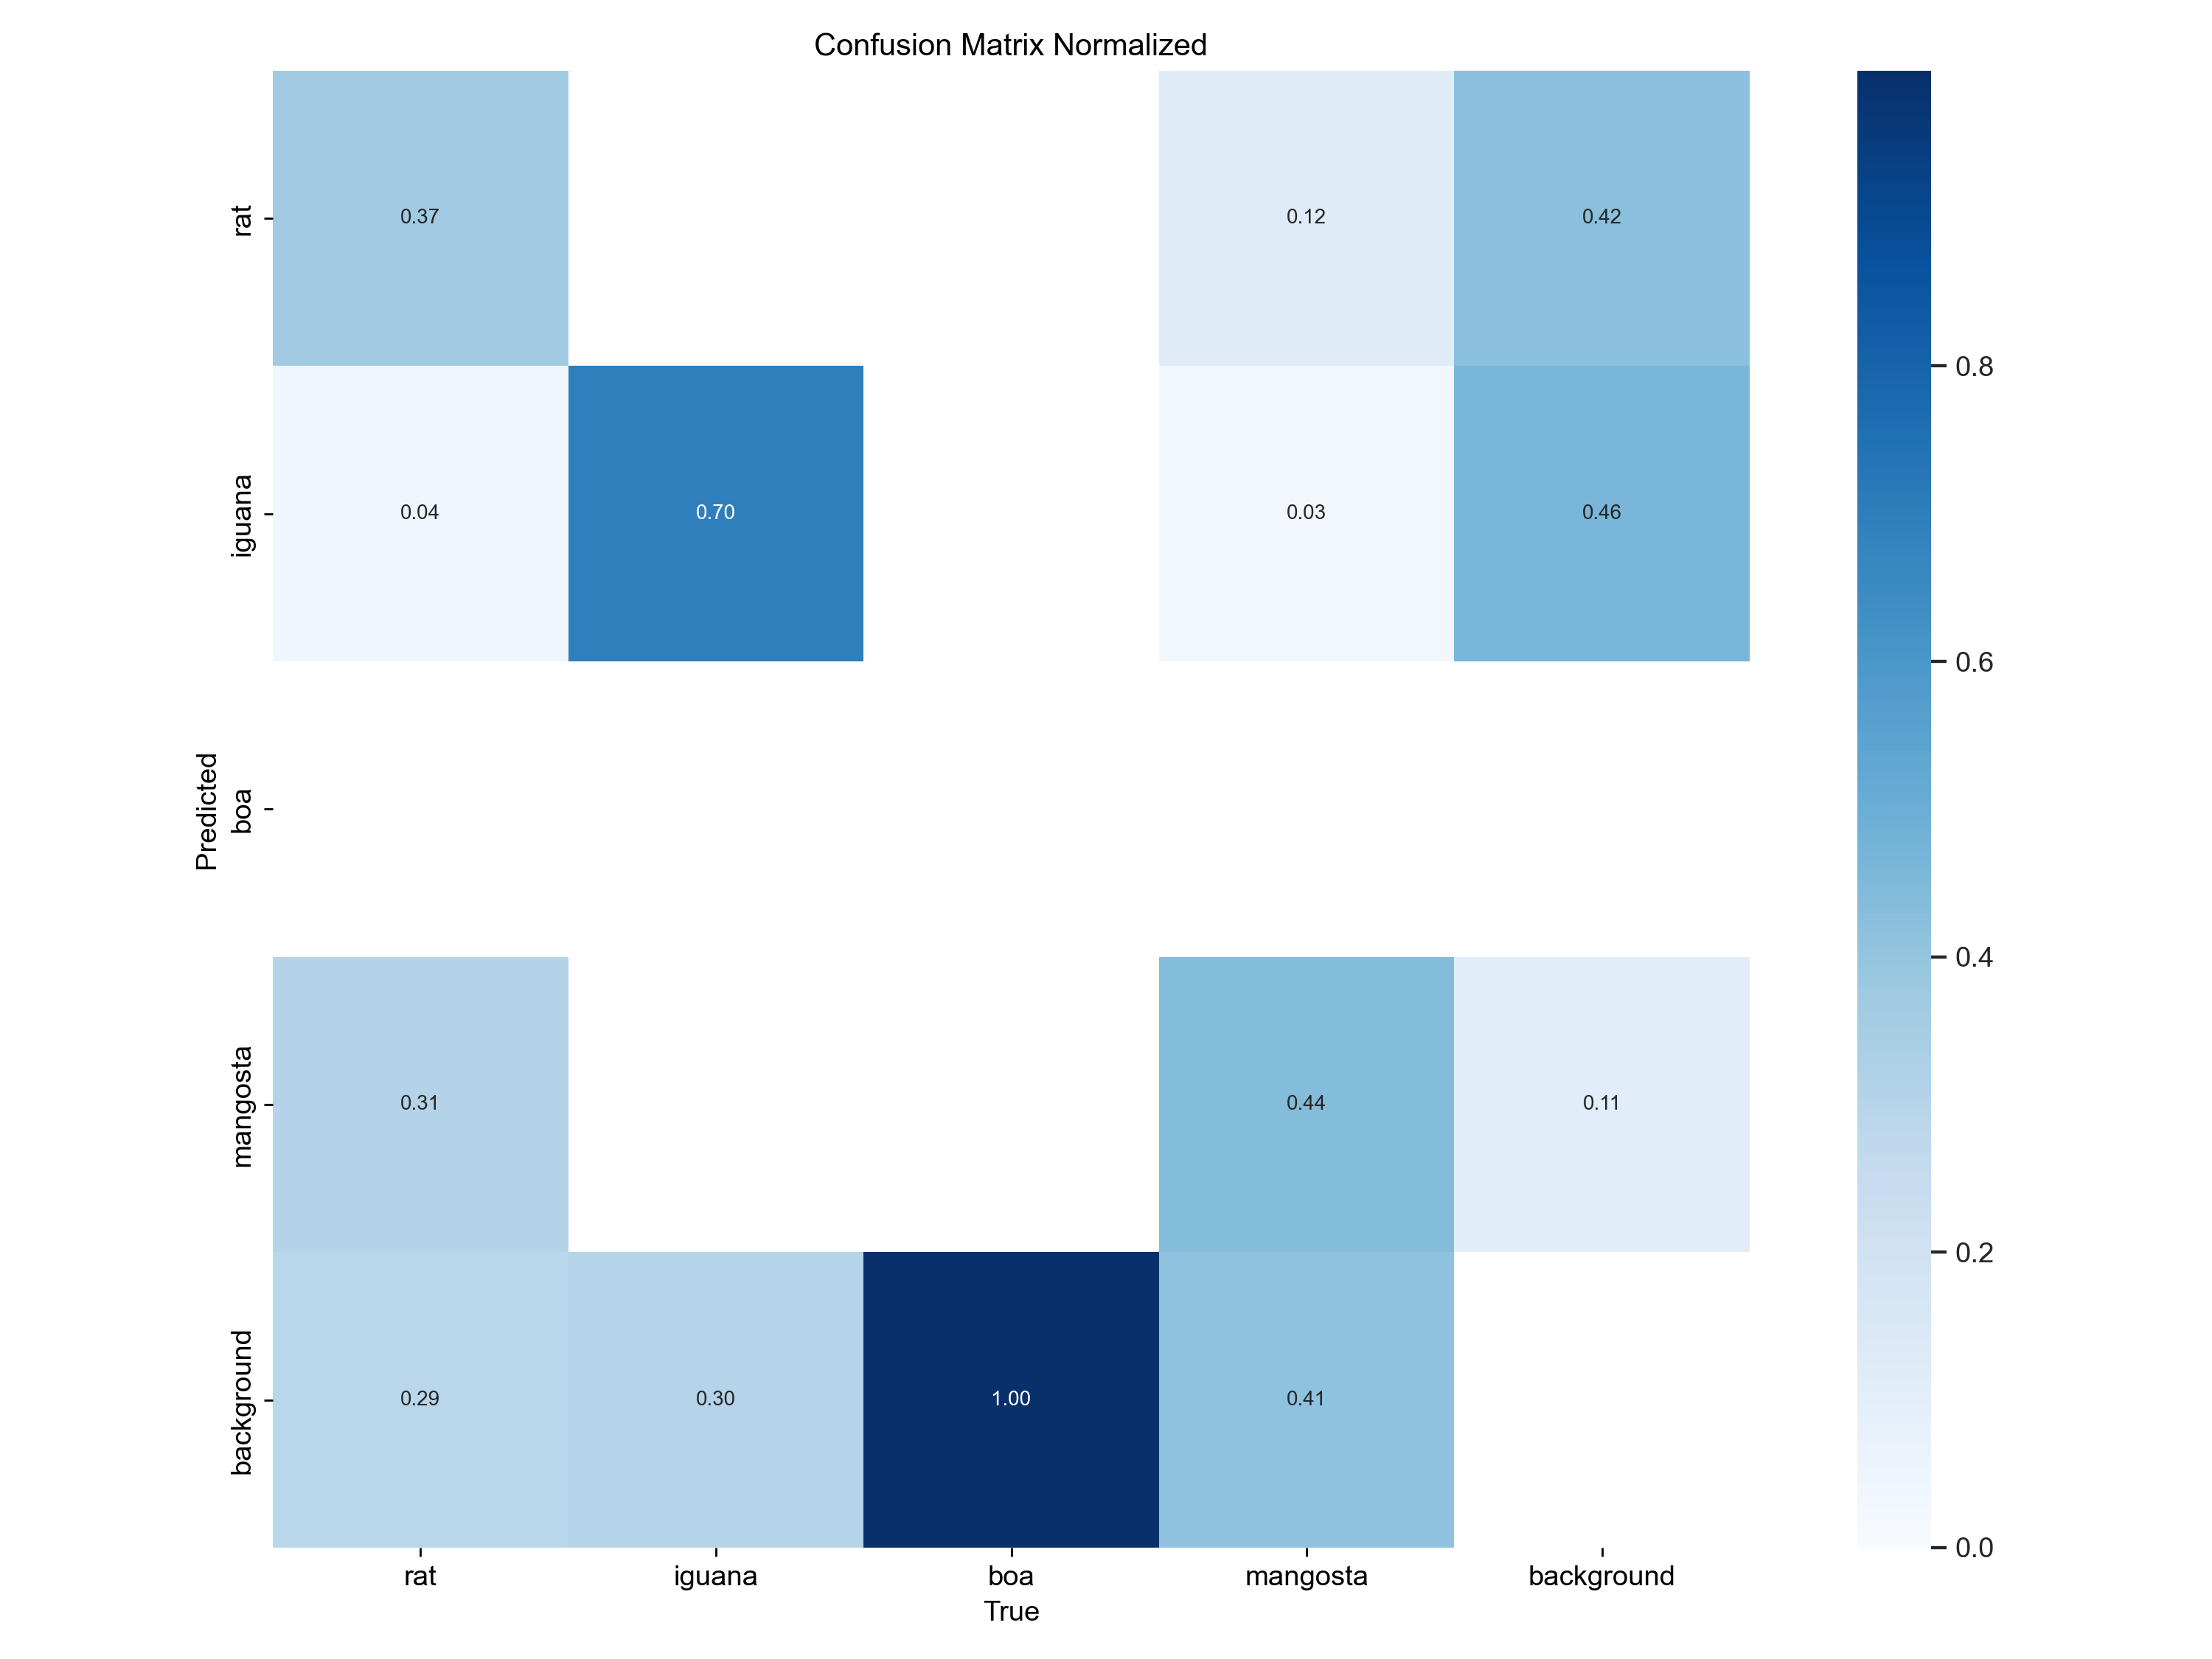 Confusion Matrix Normalized
rat
0.37
0.12
0.42
0.8
iguana
0.04
0.70
0.03
0.46
0.6
Predicted
boa
0.4
mangosta
0.31
0.44
0.11
0.2
background
0.29
0.30
1.00
0.41
0.0
rat
iguana
boa
mangosta
background
True